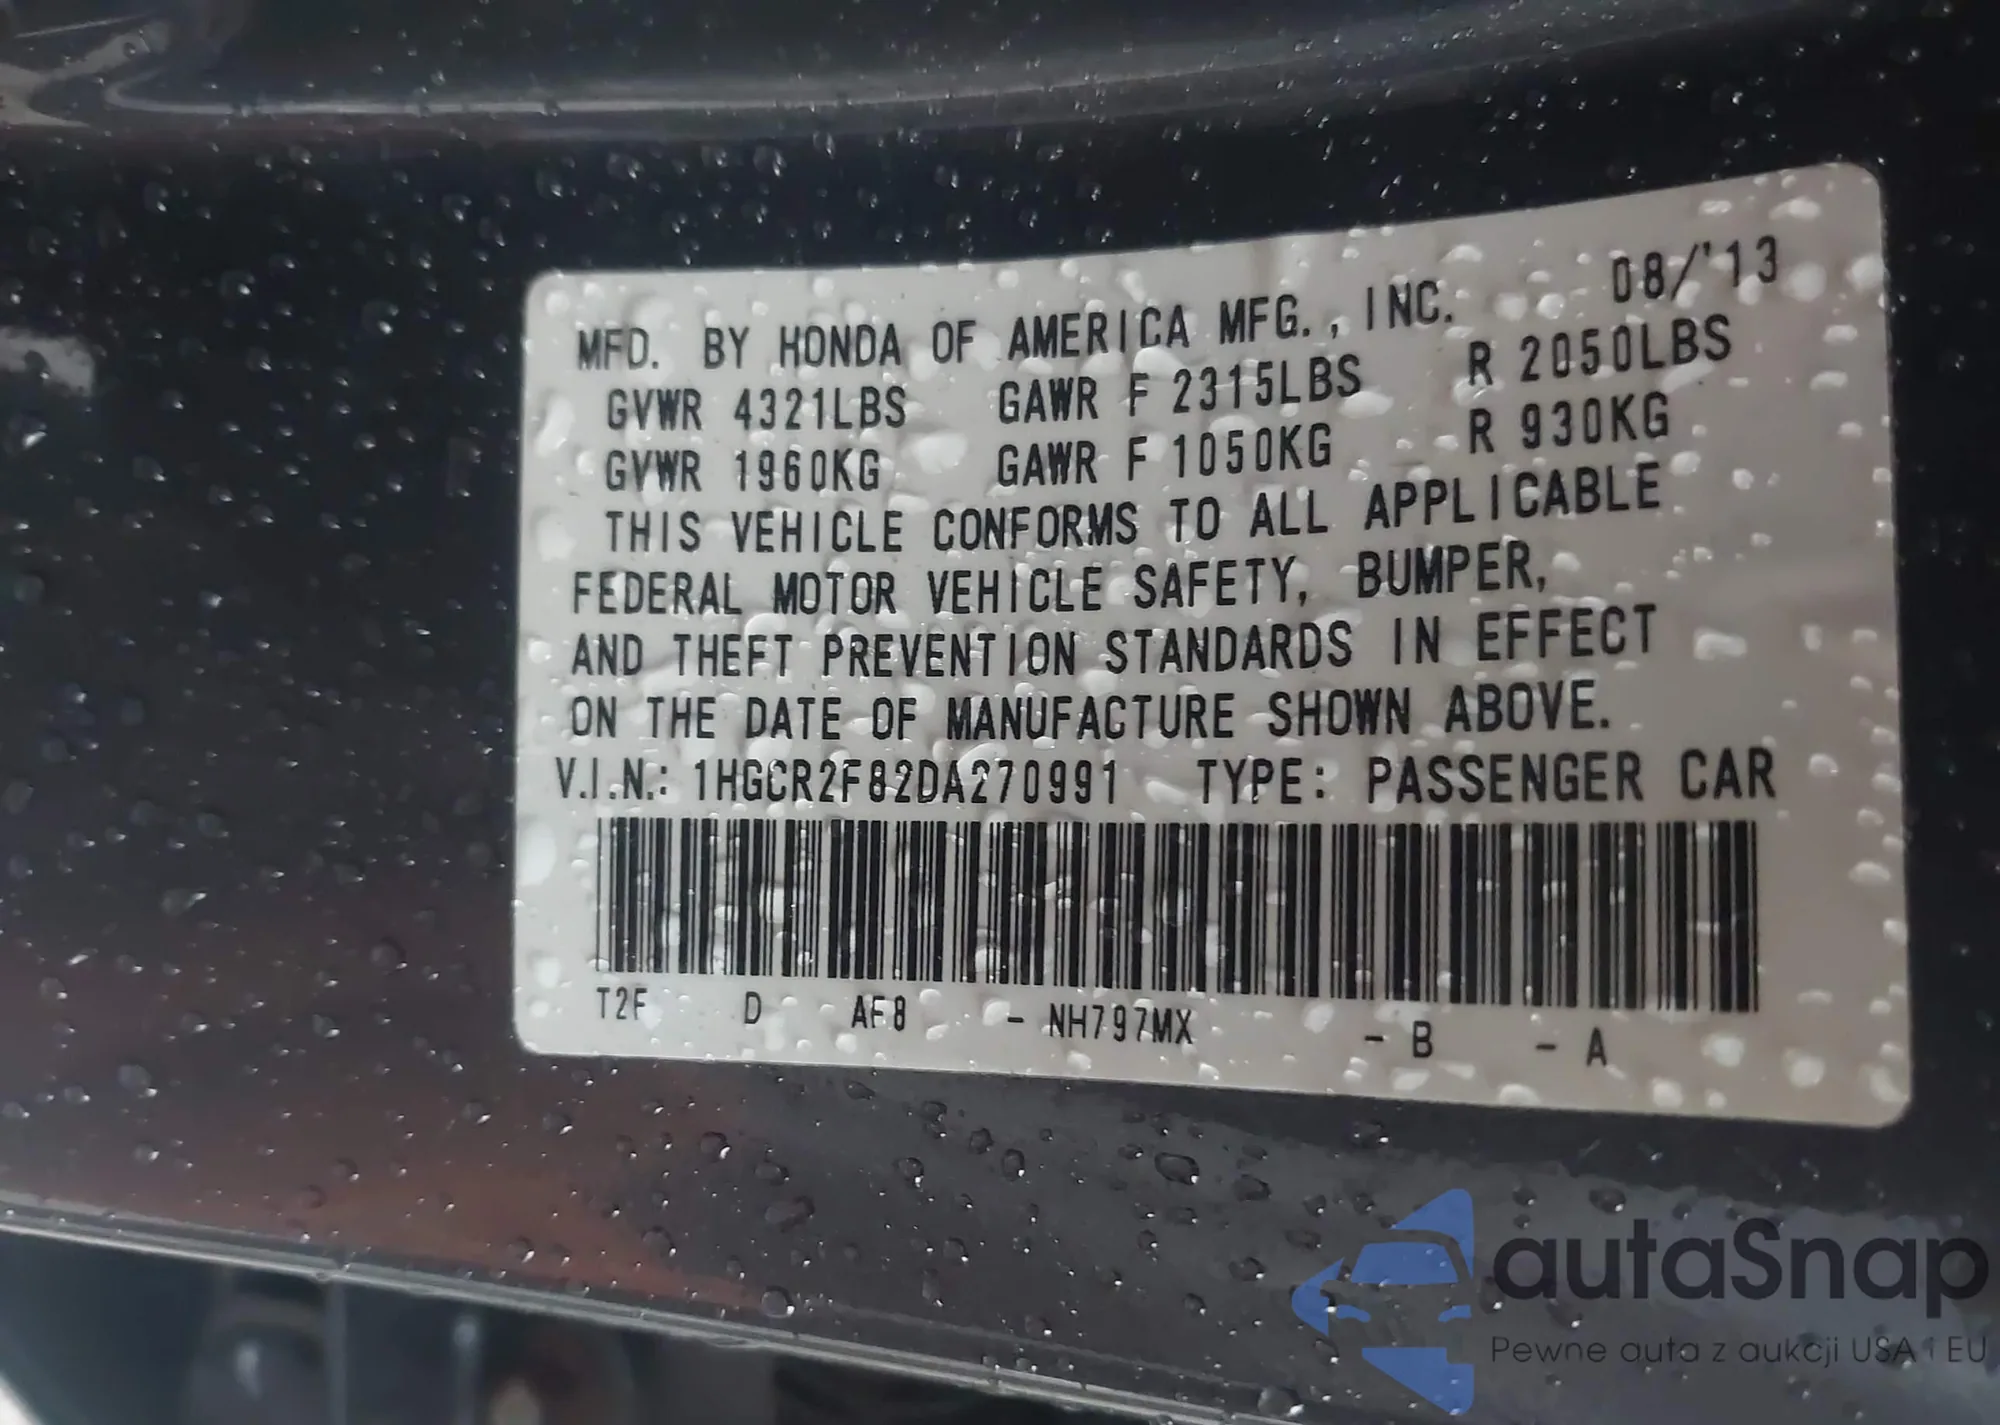 MFD. BY HONDA OF AMERICA MFG., INC. 08/'13
GVWR 4321LBS GAWR F 2315LBS R 2050LBS
GVWR 1960KG GAWR F 1050KG R 930KG
THIS VEHICLE CONFORMS TO ALL APPLICABLE
FEDERAL MOTOR VEHICLE SAFETY, BUMPER,
AND THEFT PREVENTION STANDARDS IN EFFECT
ON THE DATE OF MANUFACTURE SHOWN ABOVE.
V.I.N.: 1HGCR2F82DA270991 TYPE: PASSENGER CAR
T2F D AF8 - NH797MX - B - A
autaSnap
Pewne auta z aukcji USA i EU